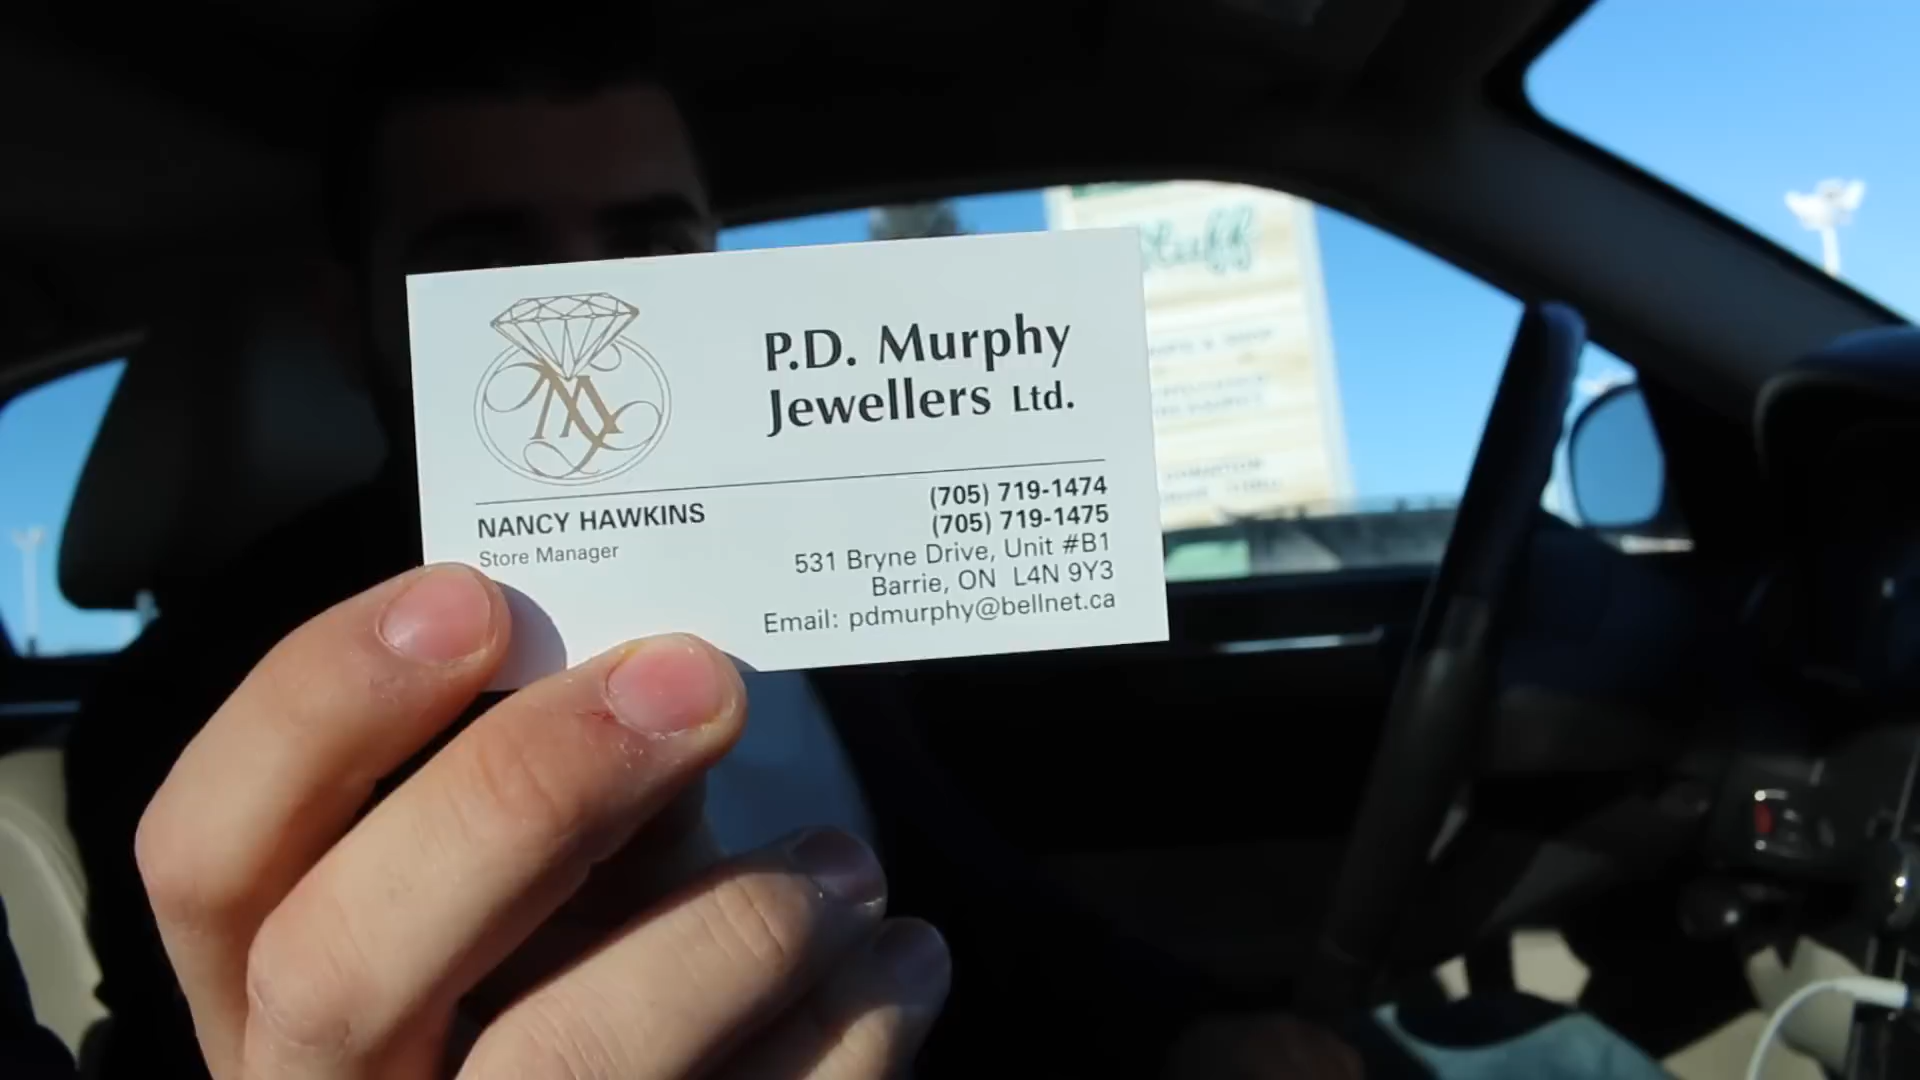 P.D. Murphy
Jewellers Ltd.
NANCY HAWKINS
Store Manager
(705) 719-1474
(705) 719-1475
531 Bryne Drive, Unit #B1
Barrie, ON L4N 9Y3
Email: pdmurphy@bellnet.ca
Stuff